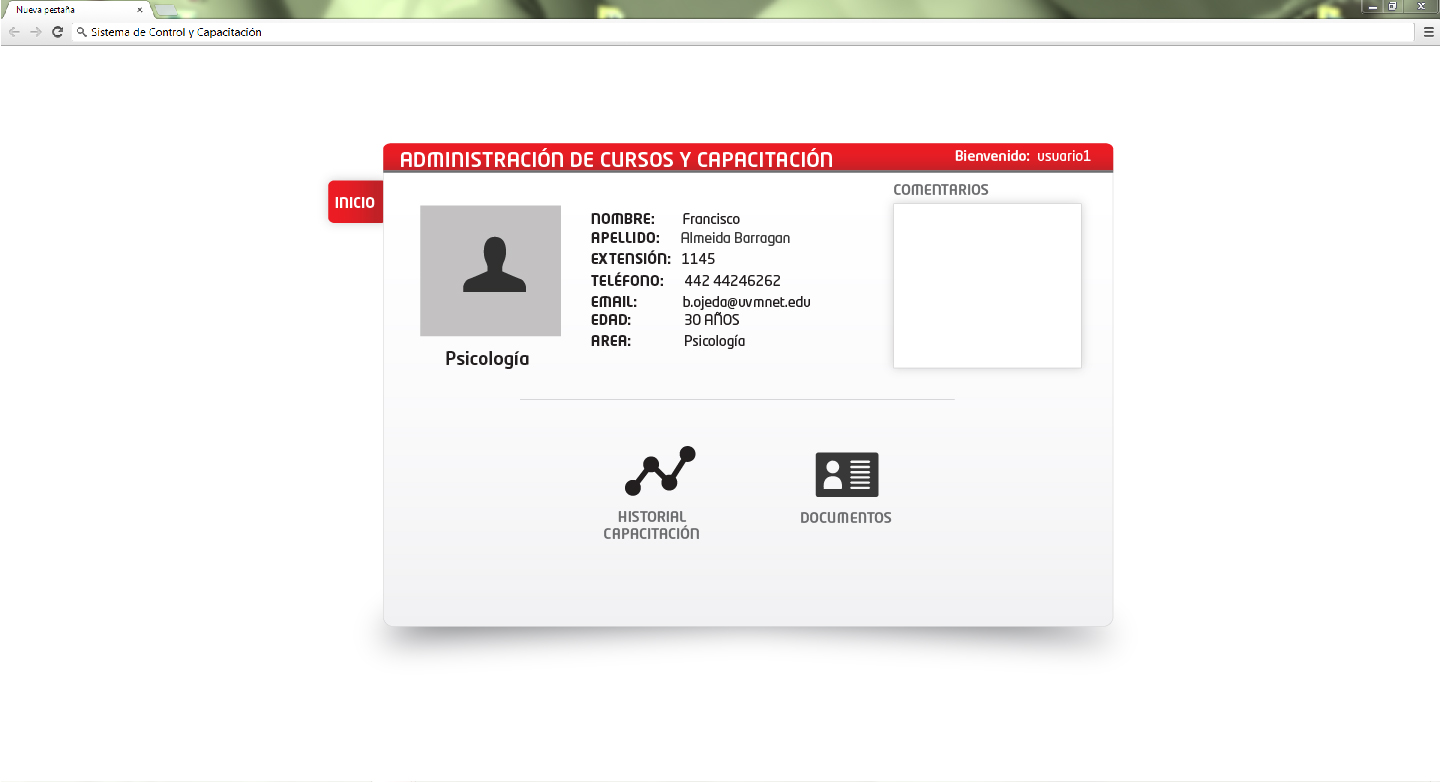 Nueva pestaña
Sistema de Control y Capacitación
ADMINISTRACIÓN DE CURSOS Y CAPACITACIÓN
Bienvenido: usuario1
INICIO
COMENTARIOS
NOMBRE: Francisco
APELLIDO: Almeida Barragan
EXTENSIÓN: 1145
TELÉFONO: 442 44246262
EMAIL: b.ojeda@uvmnet.edu
EDAD: 30 AÑOS
AREA: Psicología
Psicología
HISTORIAL
CAPACITACIÓN
DOCUMENTOS